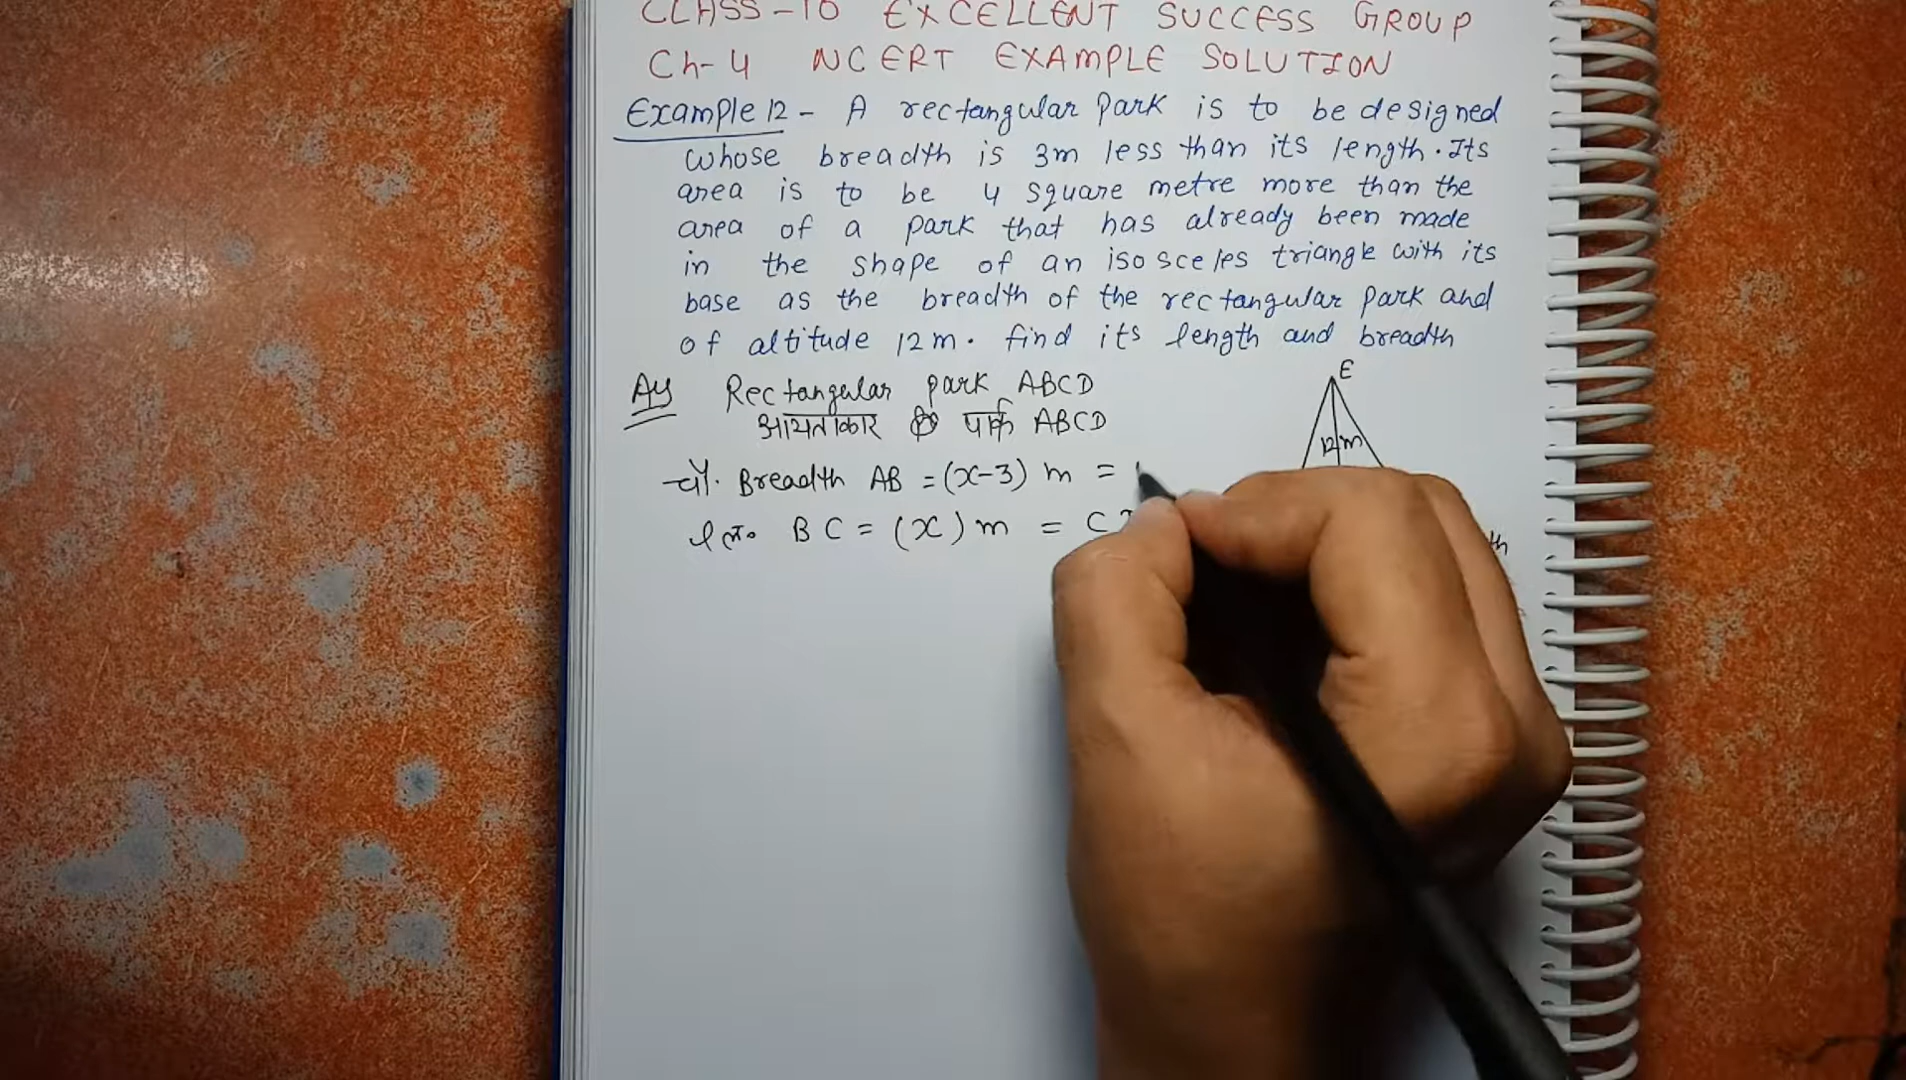 CLASS-10 EXCELLENT SUCCESS GROUP
Ch-4 NCERT EXAMPLE SOLUTION
Example 12 - A rectangular park is to be designed
whose breadth is 3m less than its length. Its
area is to be 4 square metre more than the
area of a park that has already been made
in the shape of an isosceles triangle with its
base as the breadth of the rectangular park and
of altitude 12m. find its length and breadth
Rectangular park ABCD
आयताकार पार्क ABCD
चौ. Breadth AB = (x-3) m =
BC = (x) m = C
E
12m